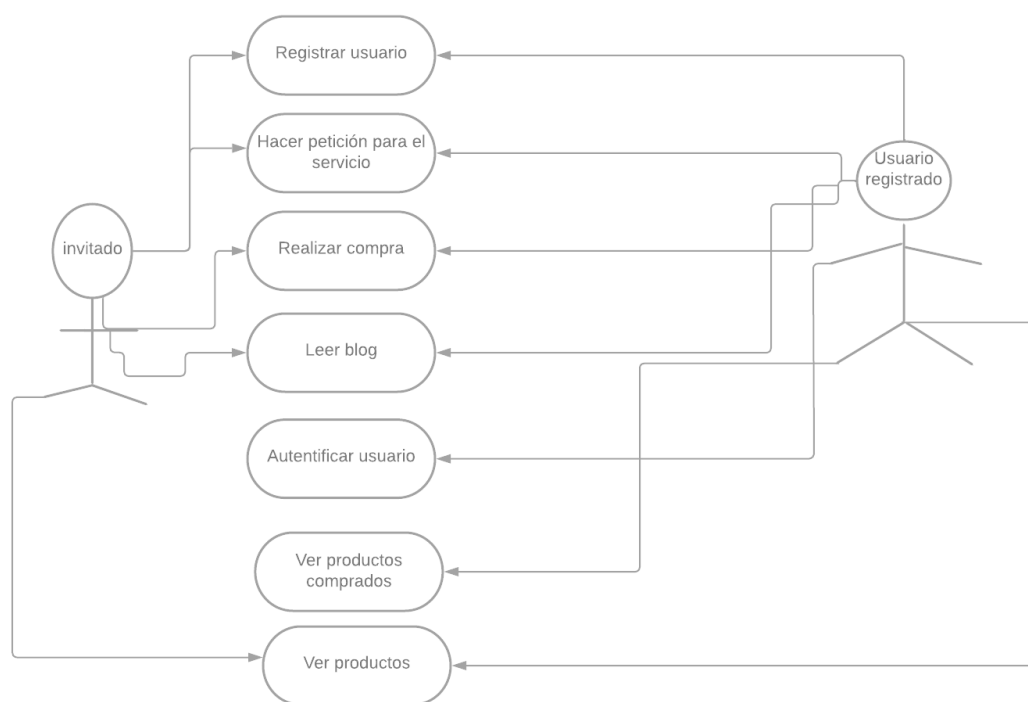 Registrar usuario
Hacer petición para el
servicio
Usuario
registrado
invitado
Realizar compra
Leer blog
Autentificar usuario
Ver productos
comprados
Ver productos